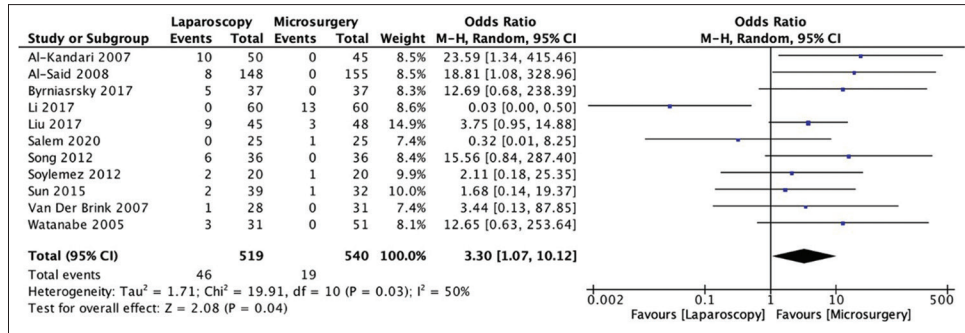 Laparoscopy Microsurgery Odds Ratio Odds Ratio
Study or Subgroup Events Total Events Total Weight M-H, Random, 95% CI M-H, Random, 95% CI
Al-Kandari 2007 10 50 0 45 8.5% 23.59 [1.34, 415.46]
Al-Said 2008 8 148 0 155 8.5% 18.81 [1.08, 328.96]
Byrniasrsky 2017 5 37 0 37 8.3% 12.69 [0.68, 238.39]
Li 2017 0 60 13 60 8.6% 0.03 [0.00, 0.50]
Liu 2017 9 45 3 48 14.9% 3.75 [0.95, 14.88]
Salem 2020 0 25 1 25 7.4% 0.32 [0.01, 8.25]
Song 2012 6 36 0 36 8.4% 15.56 [0.84, 287.40]
Soylemez 2012 2 20 1 20 9.9% 2.11 [0.18, 25.35]
Sun 2015 2 39 1 32 10.0% 1.68 [0.14, 19.37]
Van Der Brink 2007 1 28 0 31 7.4% 3.44 [0.13, 87.85]
Watanabe 2005 3 31 0 51 8.1% 12.65 [0.63, 253.64]
Total (95% CI) 519 540 100.0% 3.30 [1.07, 10.12]
Total events 46 19
Heterogeneity: Tau² = 1.71; Chi² = 19.91, df = 10 (P = 0.03); I² = 50%
Test for overall effect: Z = 2.08 (P = 0.04)
0.002 0.1 1 10 500
Favours [Laparoscopy] Favours [Microsurgery]